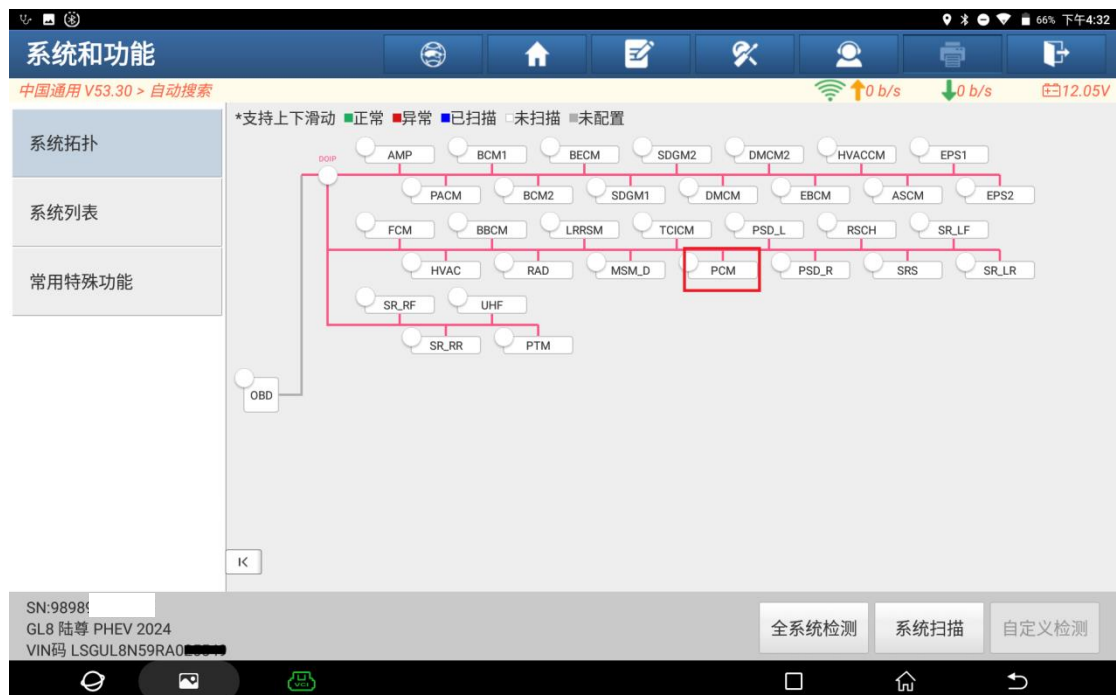 66% 下午4:32
系统和功能
中国通用 V53.30 > 自动搜索
0 b/s
0 b/s
12.05V
系统拓扑
系统列表
常用特殊功能
*支持上下滑动 正常 异常 已扫描 未扫描 未配置
DOIP
AMP BCM1 BECM SDGM2 DMCM2 HVACCM EPS1
PACM BCM2 SDGM1 DMCM EBCM ASCM EPS2
FCM BBCM LRRSM TCICM PSD_L RSCH SR_LF
HVAC RAD MSM_D PCM PSD_R SRS SR_LR
SR_RF UHF
SR_RR PTM
OBD
SN:9898
GL8 陆尊 PHEV 2024
VIN码 LSGUL8N59RA0
全系统检测
系统扫描
自定义检测
VCI